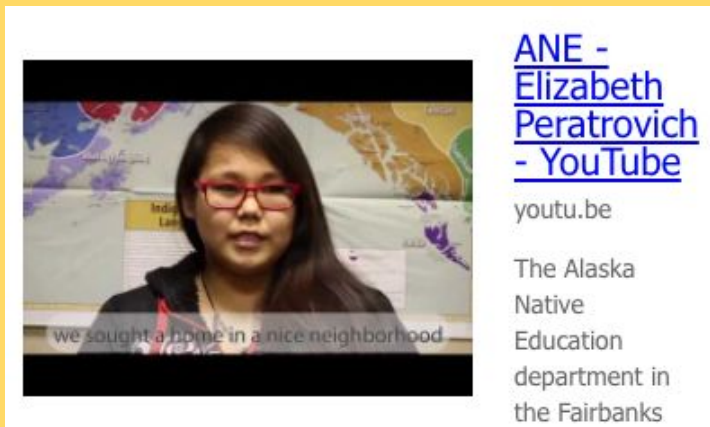 ANE -
Elizabeth
Peratrovich
- YouTube
youtu.be
The Alaska
Native
Education
department in
the Fairbanks
we sought a home in a nice neighborhood